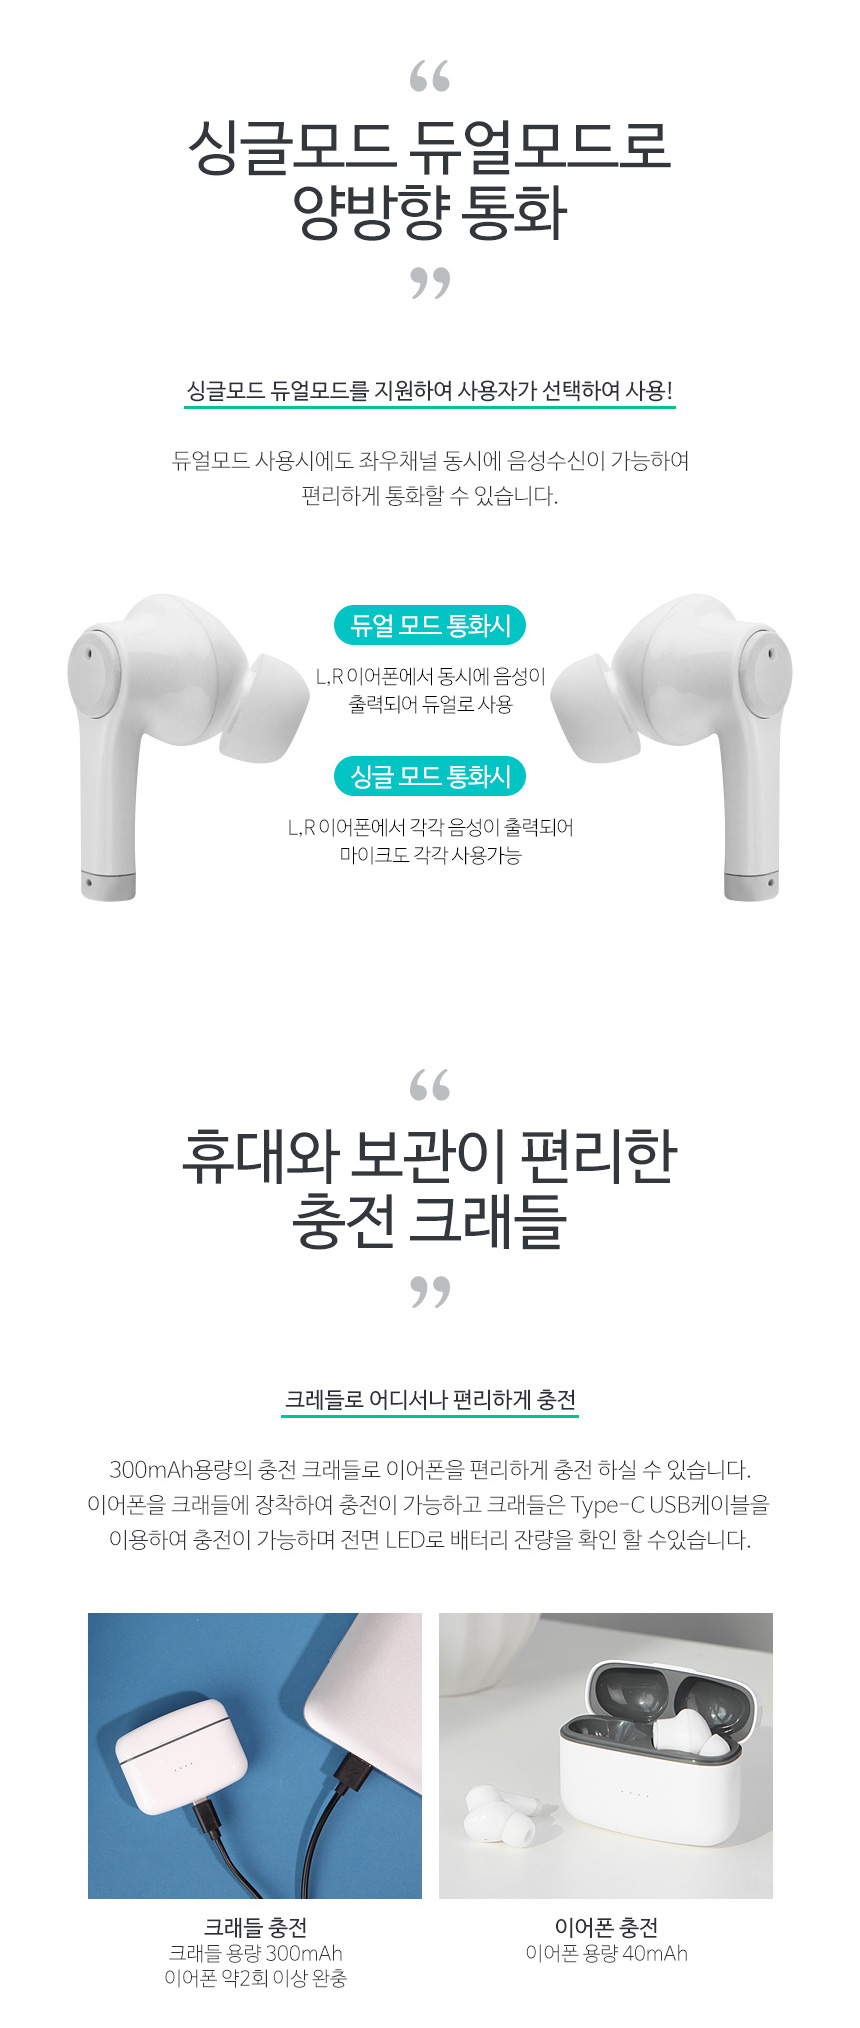 “
싱글모드 듀얼모드로
양방향 통화
”
싱글모드 듀얼모드를 지원하여 사용자가 선택하여 사용!
듀얼모드 사용시에도 좌우채널 동시에 음성수신이 가능하여
편리하게 통화할 수 있습니다.
듀얼 모드 통화시
L,R 이어폰에서 동시에 음성이
출력되어 듀얼로 사용
싱글 모드 통화시
L,R 이어폰에서 각각 음성이 출력되어
마이크도 각각 사용가능
“
휴대와 보관이 편리한
충전 크래들
”
크레들로 어디서나 편리하게 충전
300mAh용량의 충전 크래들로 이어폰을 편리하게 충전 하실 수 있습니다.
이어폰을 크래들에 장착하여 충전이 가능하고 크래들은 Type-C USB케이블을
이용하여 충전이 가능하며 전면 LED로 배터리 잔량을 확인 할 수있습니다.
크래들 충전
크래들 용량 300mAh
이어폰 약2회 이상 완충
이어폰 충전
이어폰 용량 40mAh